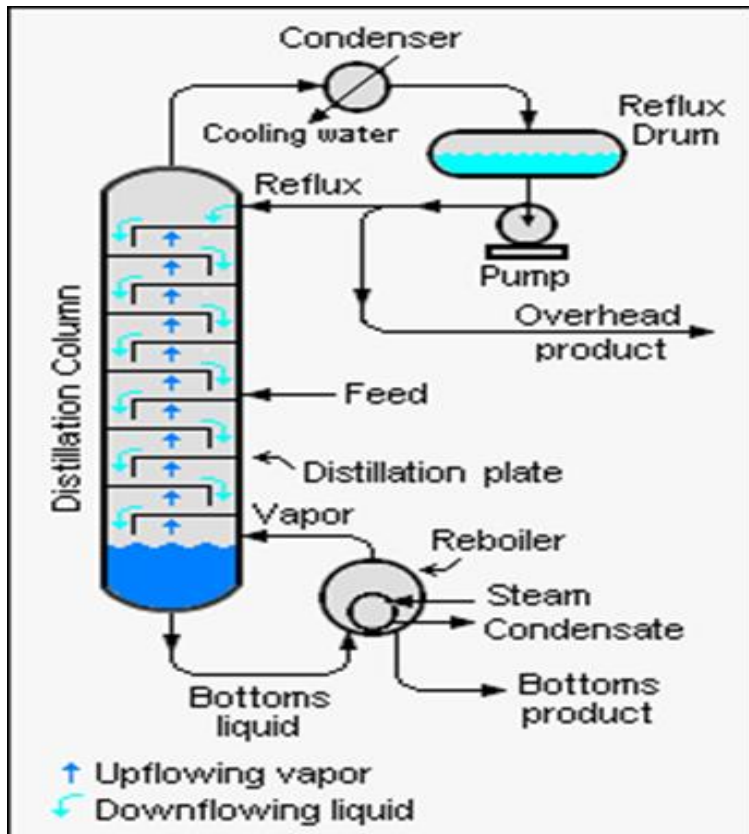 Condenser
Cooling water
Reflux
Drum
Reflux
Pump
Overhead
product
Distillation Column
Feed
Distillation plate
Vapor
Reboiler
Steam
Condensate
Bottoms
liquid
Bottoms
product
Upflowing vapor
Downflowing liquid